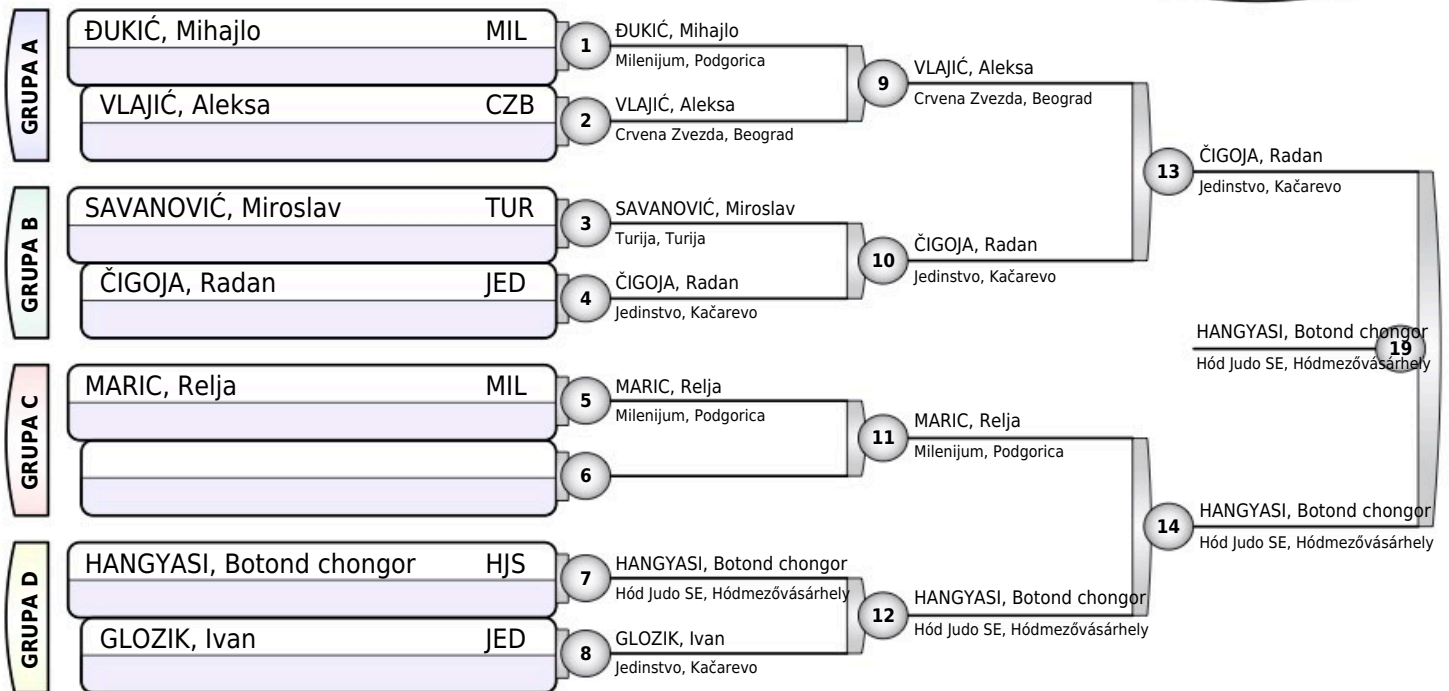 GRUPA A
ĐUKIĆ, Mihajlo MIL
VLAJIĆ, Aleksa CZB
1
ĐUKIĆ, Mihajlo
Milenijum, Podgorica
2
VLAJIĆ, Aleksa
Crvena Zvezda, Beograd
9
VLAJIĆ, Aleksa
Crvena Zvezda, Beograd
GRUPA B
SAVANOVIĆ, Miroslav TUR
ČIGOJA, Radan JED
3
SAVANOVIĆ, Miroslav
Turija, Turija
4
ČIGOJA, Radan
Jedinstvo, Kačarevo
10
ČIGOJA, Radan
Jedinstvo, Kačarevo
13
ČIGOJA, Radan
Jedinstvo, Kačarevo
GRUPA C
MARIC, Relja MIL
5
MARIC, Relja
Milenijum, Podgorica
6
11
MARIC, Relja
Milenijum, Podgorica
GRUPA D
HANGYASI, Botond chongor HJS
GLOZIK, Ivan JED
7
HANGYASI, Botond chongor
Hód Judo SE, Hódmezővásárhely
8
GLOZIK, Ivan
Jedinstvo, Kačarevo
12
HANGYASI, Botond chongor
Hód Judo SE, Hódmezővásárhely
14
HANGYASI, Botond chongor
Hód Judo SE, Hódmezővásárhely
HANGYASI, Botond chongor
19
Hód Judo SE, Hódmezővásárhely